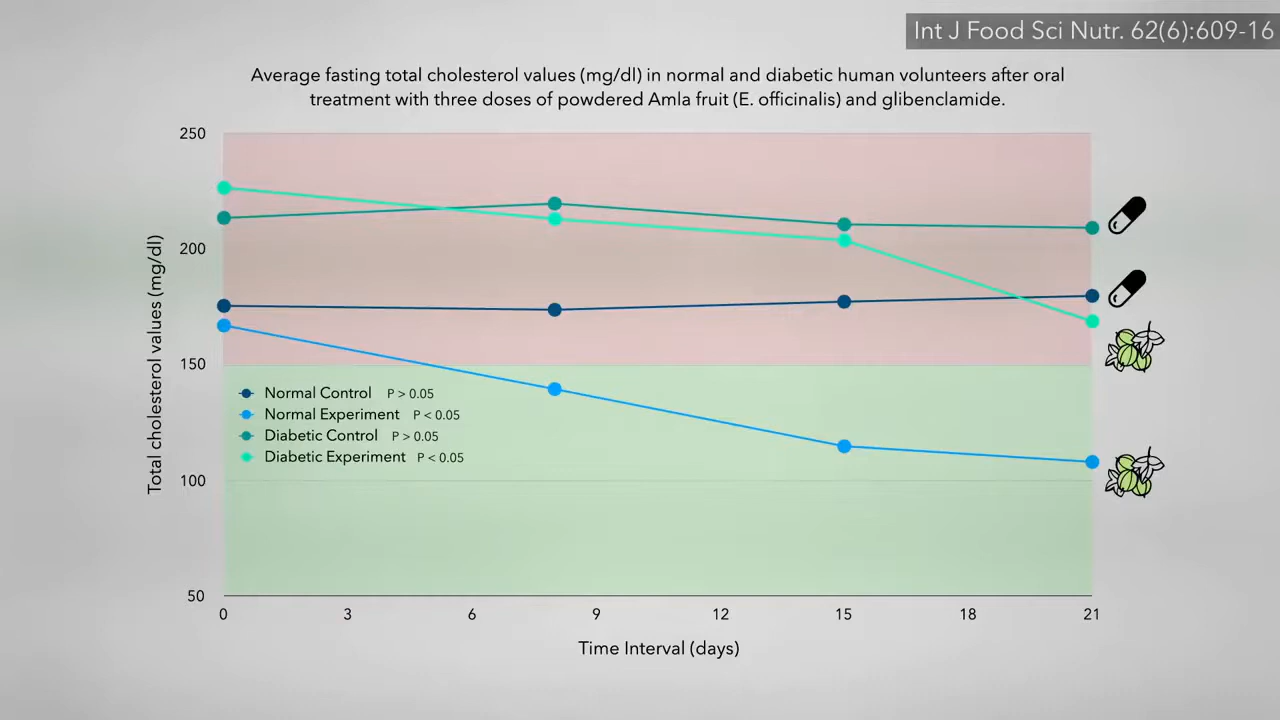 Int J Food Sci Nutr. 62(6):609-16
Average fasting total cholesterol values (mg/dl) in normal and diabetic human volunteers after oral
treatment with three doses of powdered Amla fruit (E. officinalis) and glibenclamide.
Total cholesterol values (mg/dl)
250
200
150
100
50
Normal Control P > 0.05
Normal Experiment P < 0.05
Diabetic Control P > 0.05
Diabetic Experiment P < 0.05
0 3 6 9 12 15 18 21
Time Interval (days)